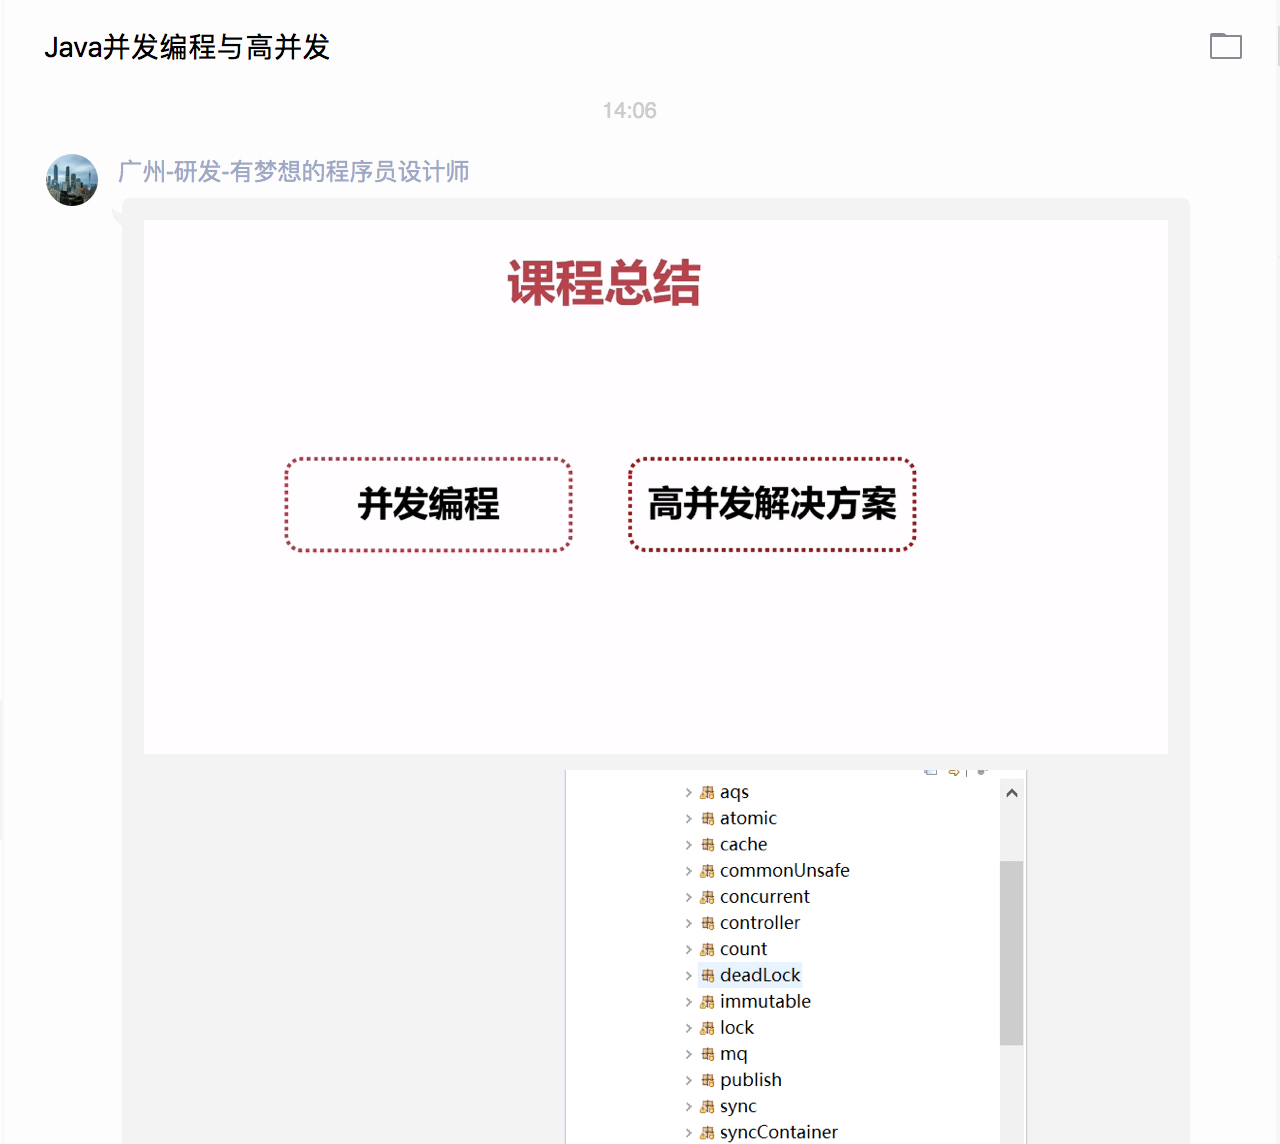 Java并发编程与高并发
14:06
广州-研发-有梦想的程序员设计师
课程总结
并发编程
高并发解决方案
aqs
atomic
cache
commonUnsafe
concurrent
controller
count
deadLock
immutable
lock
mq
publish
sync
syncContainer